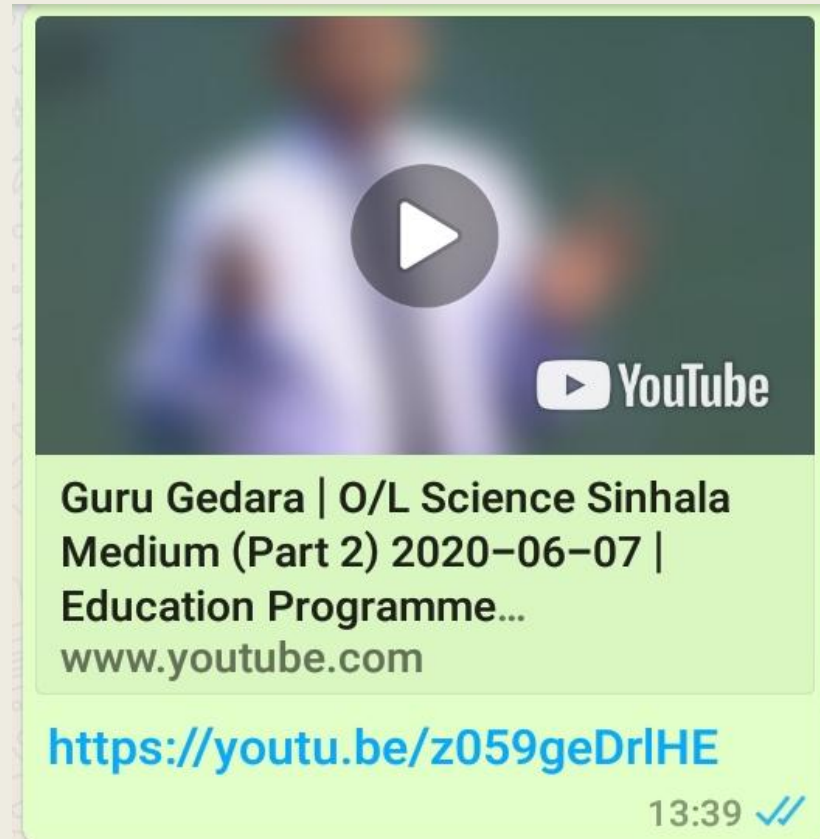 YouTube
Guru Gedara | O/L Science Sinhala
Medium (Part 2) 2020-06-07 |
Education Programme...
www.youtube.com
https://youtu.be/z059geDrlHE
13:39